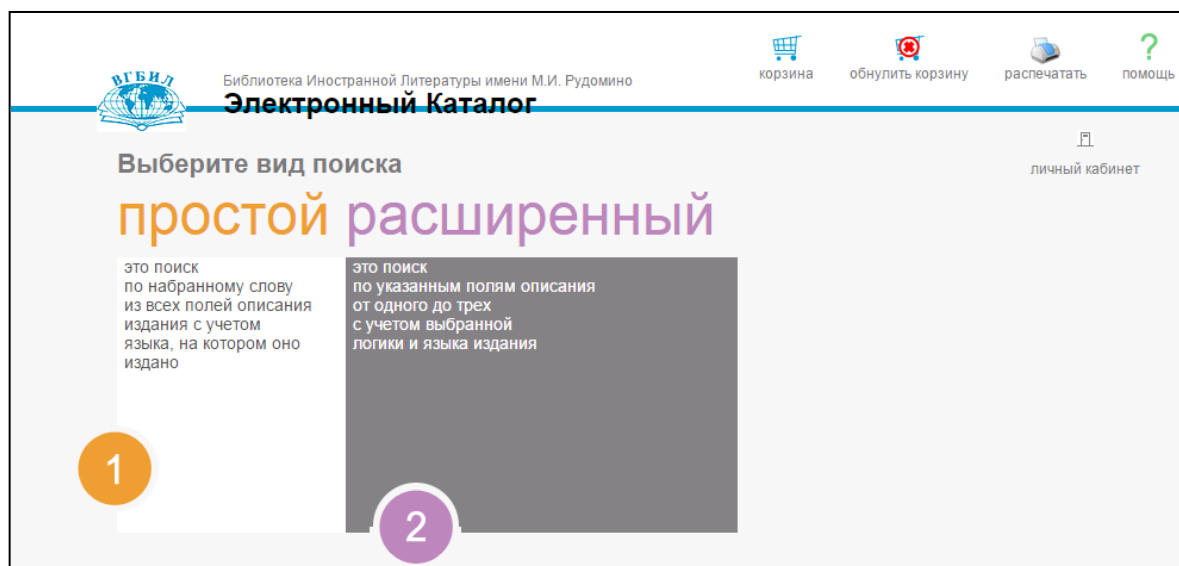 корзина
обнулить корзину
распечатать
помощь
ВГБИЛ
Библиотека Иностранной Литературы имени М.И. Рудомино
Электронный Каталог
личный кабинет
Выберите вид поиска
простой расширенный
это поиск
по набранному слову
из всех полей описания
издания с учетом
языка, на котором оно
издано
это поиск
по указанным полям описания
от одного до трех
с учетом выбранной
логики и языка издания
1
2